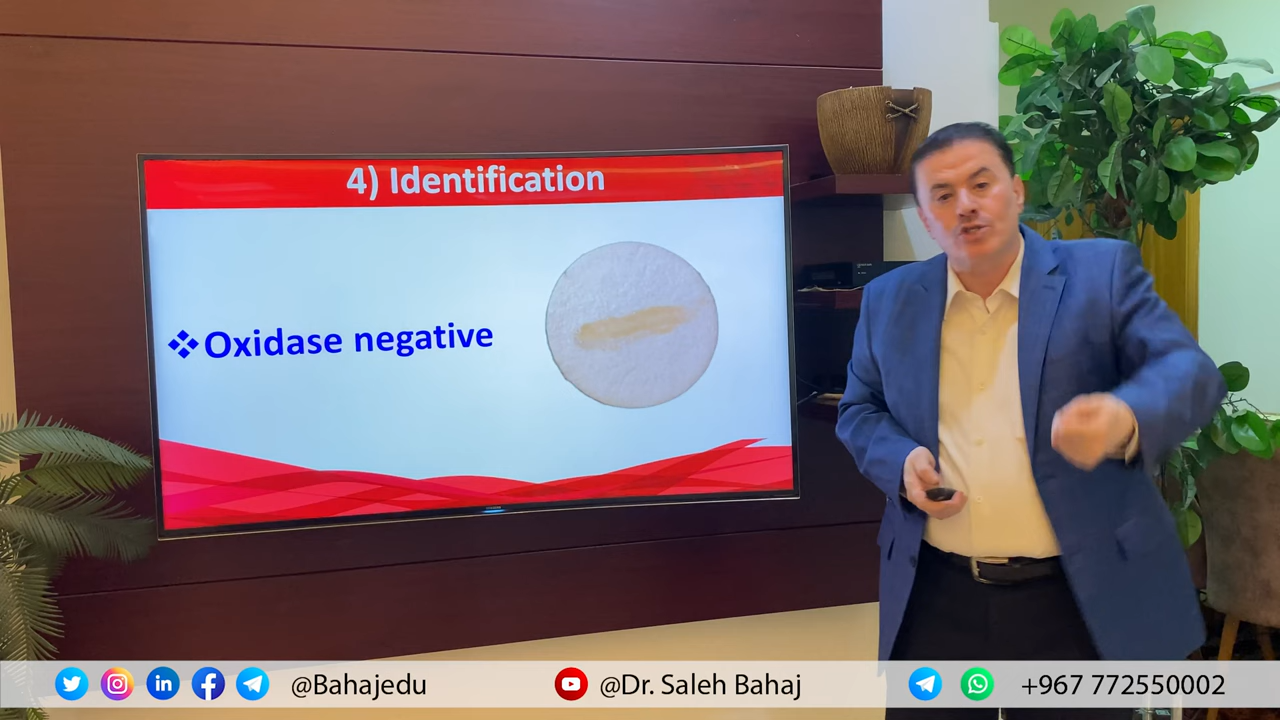 4) Identification
❖Oxidase negative
@Bahajedu
@Dr. Saleh Bahaj
+967 772550002